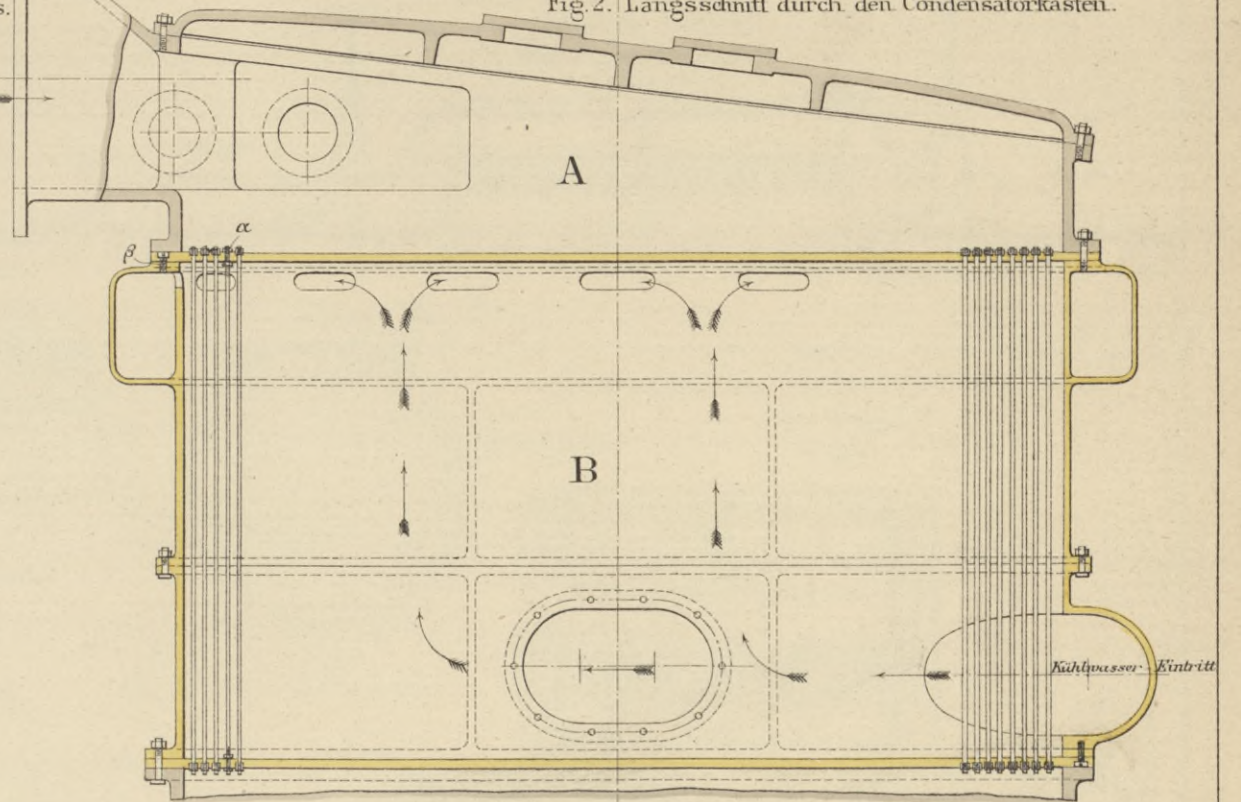 s.
Fig. 2. Längsschnitt durch den Condensatorkasten.
A
α
β
B
Kühlwasser-Eintritt